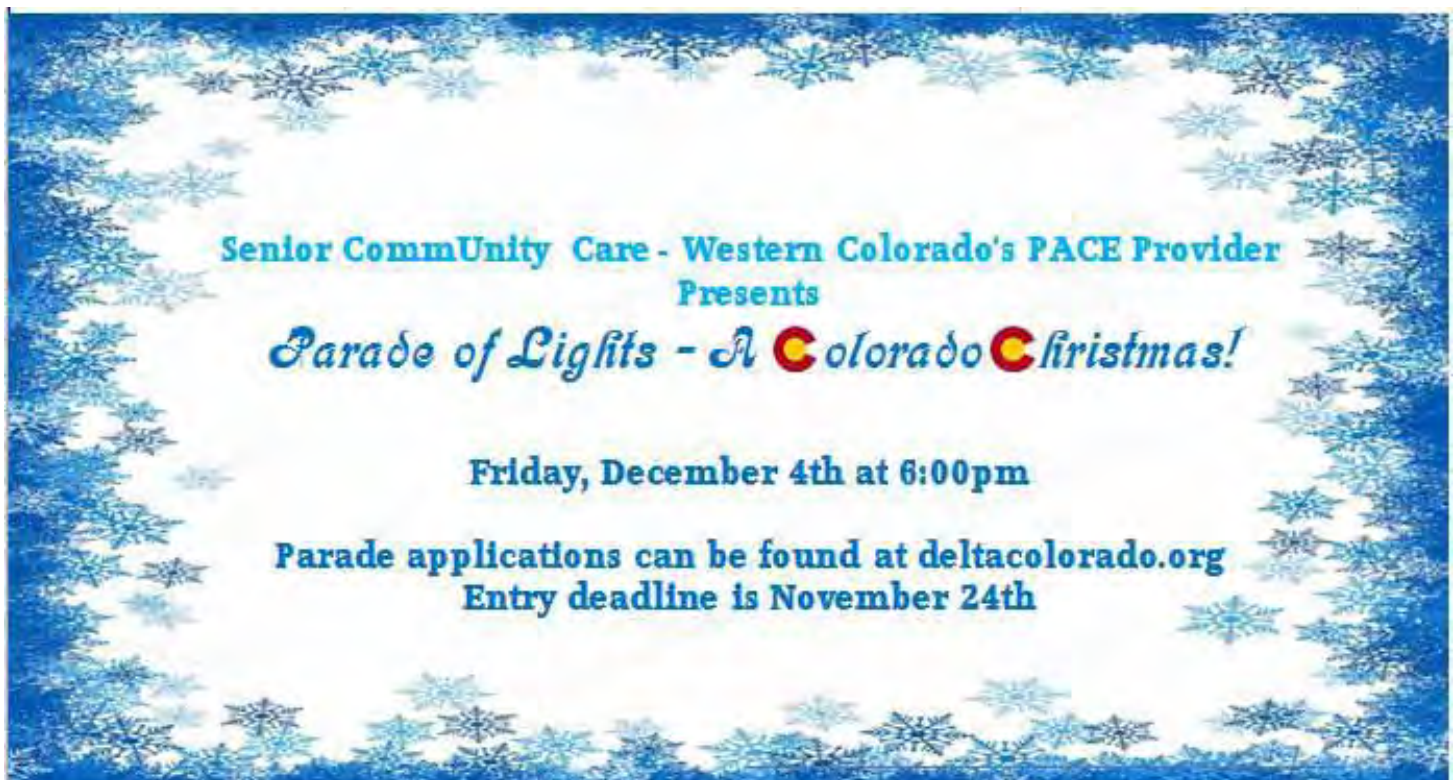 Senior CommUnity Care - Western Colorado's PACE Provider
Presents
Parade of Lights - A Colorado Christmas!
Friday, December 4th at 6:00pm
Parade applications can be found at deltacolorado.org
Entry deadline is November 24th